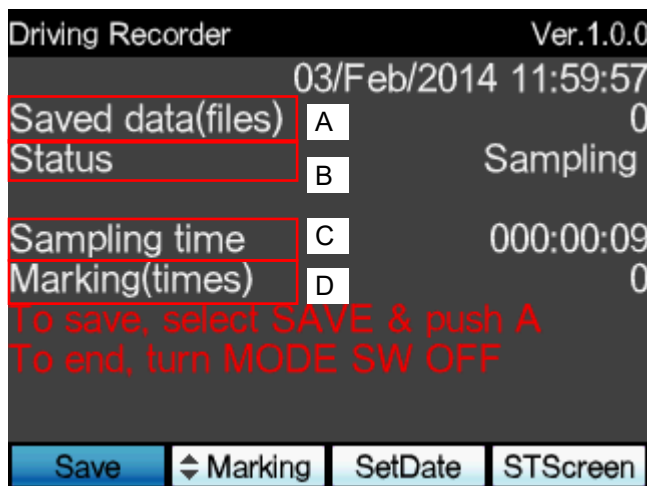 Driving Recorder Ver.1.0.0
03/Feb/2014 11:59:57
Saved data(files) A 0
Status B Sampling
Sampling time C 000:00:09
Marking(times) D 0
To save, select SAVE & push A
To end, turn MODE SW OFF
Save Marking SetDate STScreen